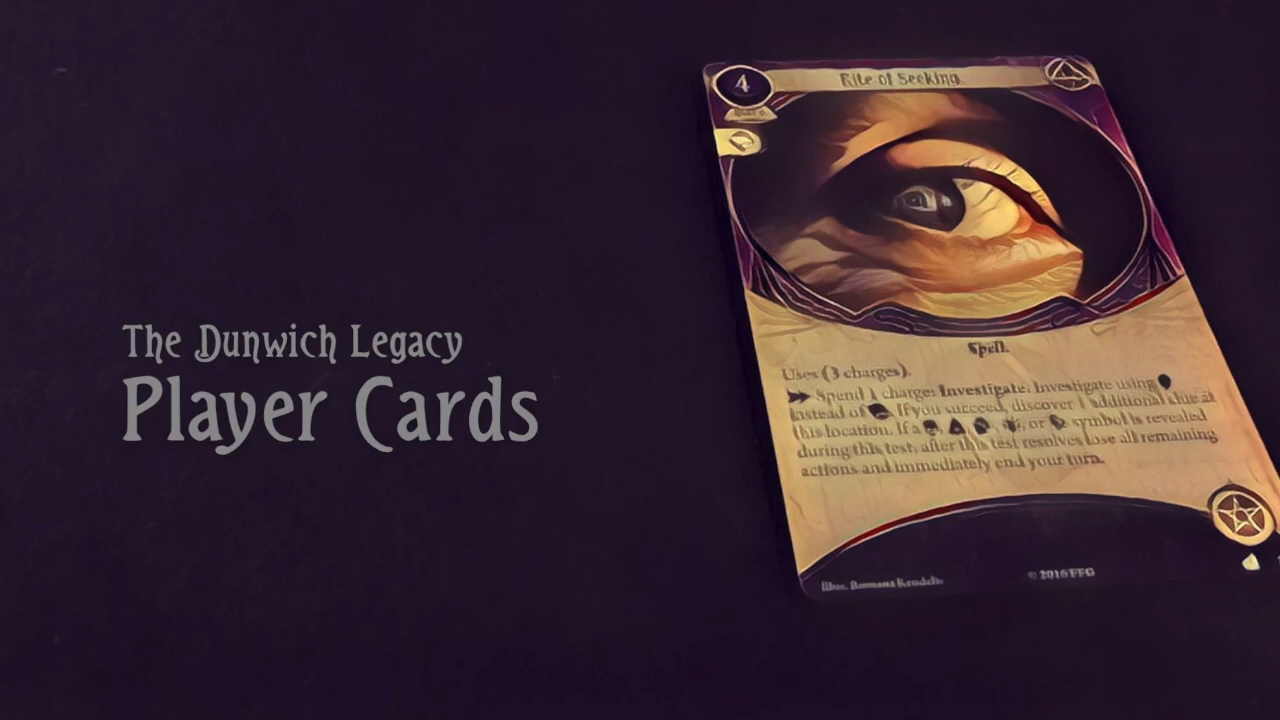 The Dunwich Legacy
Player Cards
4
Rite of Seeking
Spell.
Uses (3 charges).
Spend 1 charge: Investigate. Investigate using
instead of . If you succeed, discover 1 additional clue at
this location. If a , , , , or symbol is revealed
during this test, after this test resolves lose all remaining
actions and immediately end your turn.
Illus.
© 2016 FFG